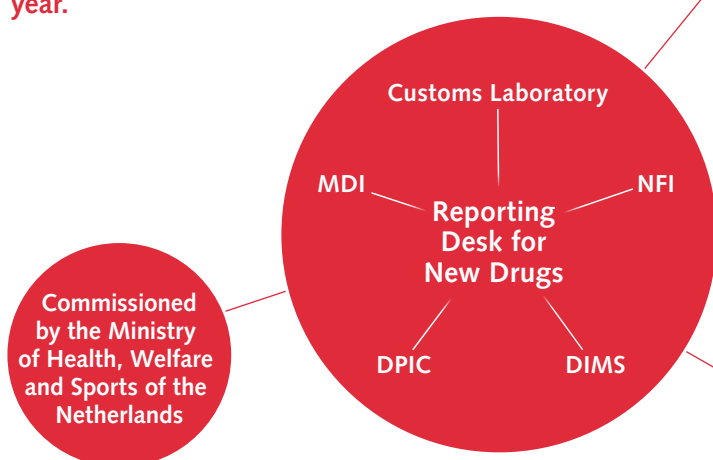 year.
Customs Laboratory
MDI
NFI
Reporting
Desk for
New Drugs
DPIC
DIMS
Commissioned
by the Ministry
of Health, Welfare
and Sports of the
Netherlands